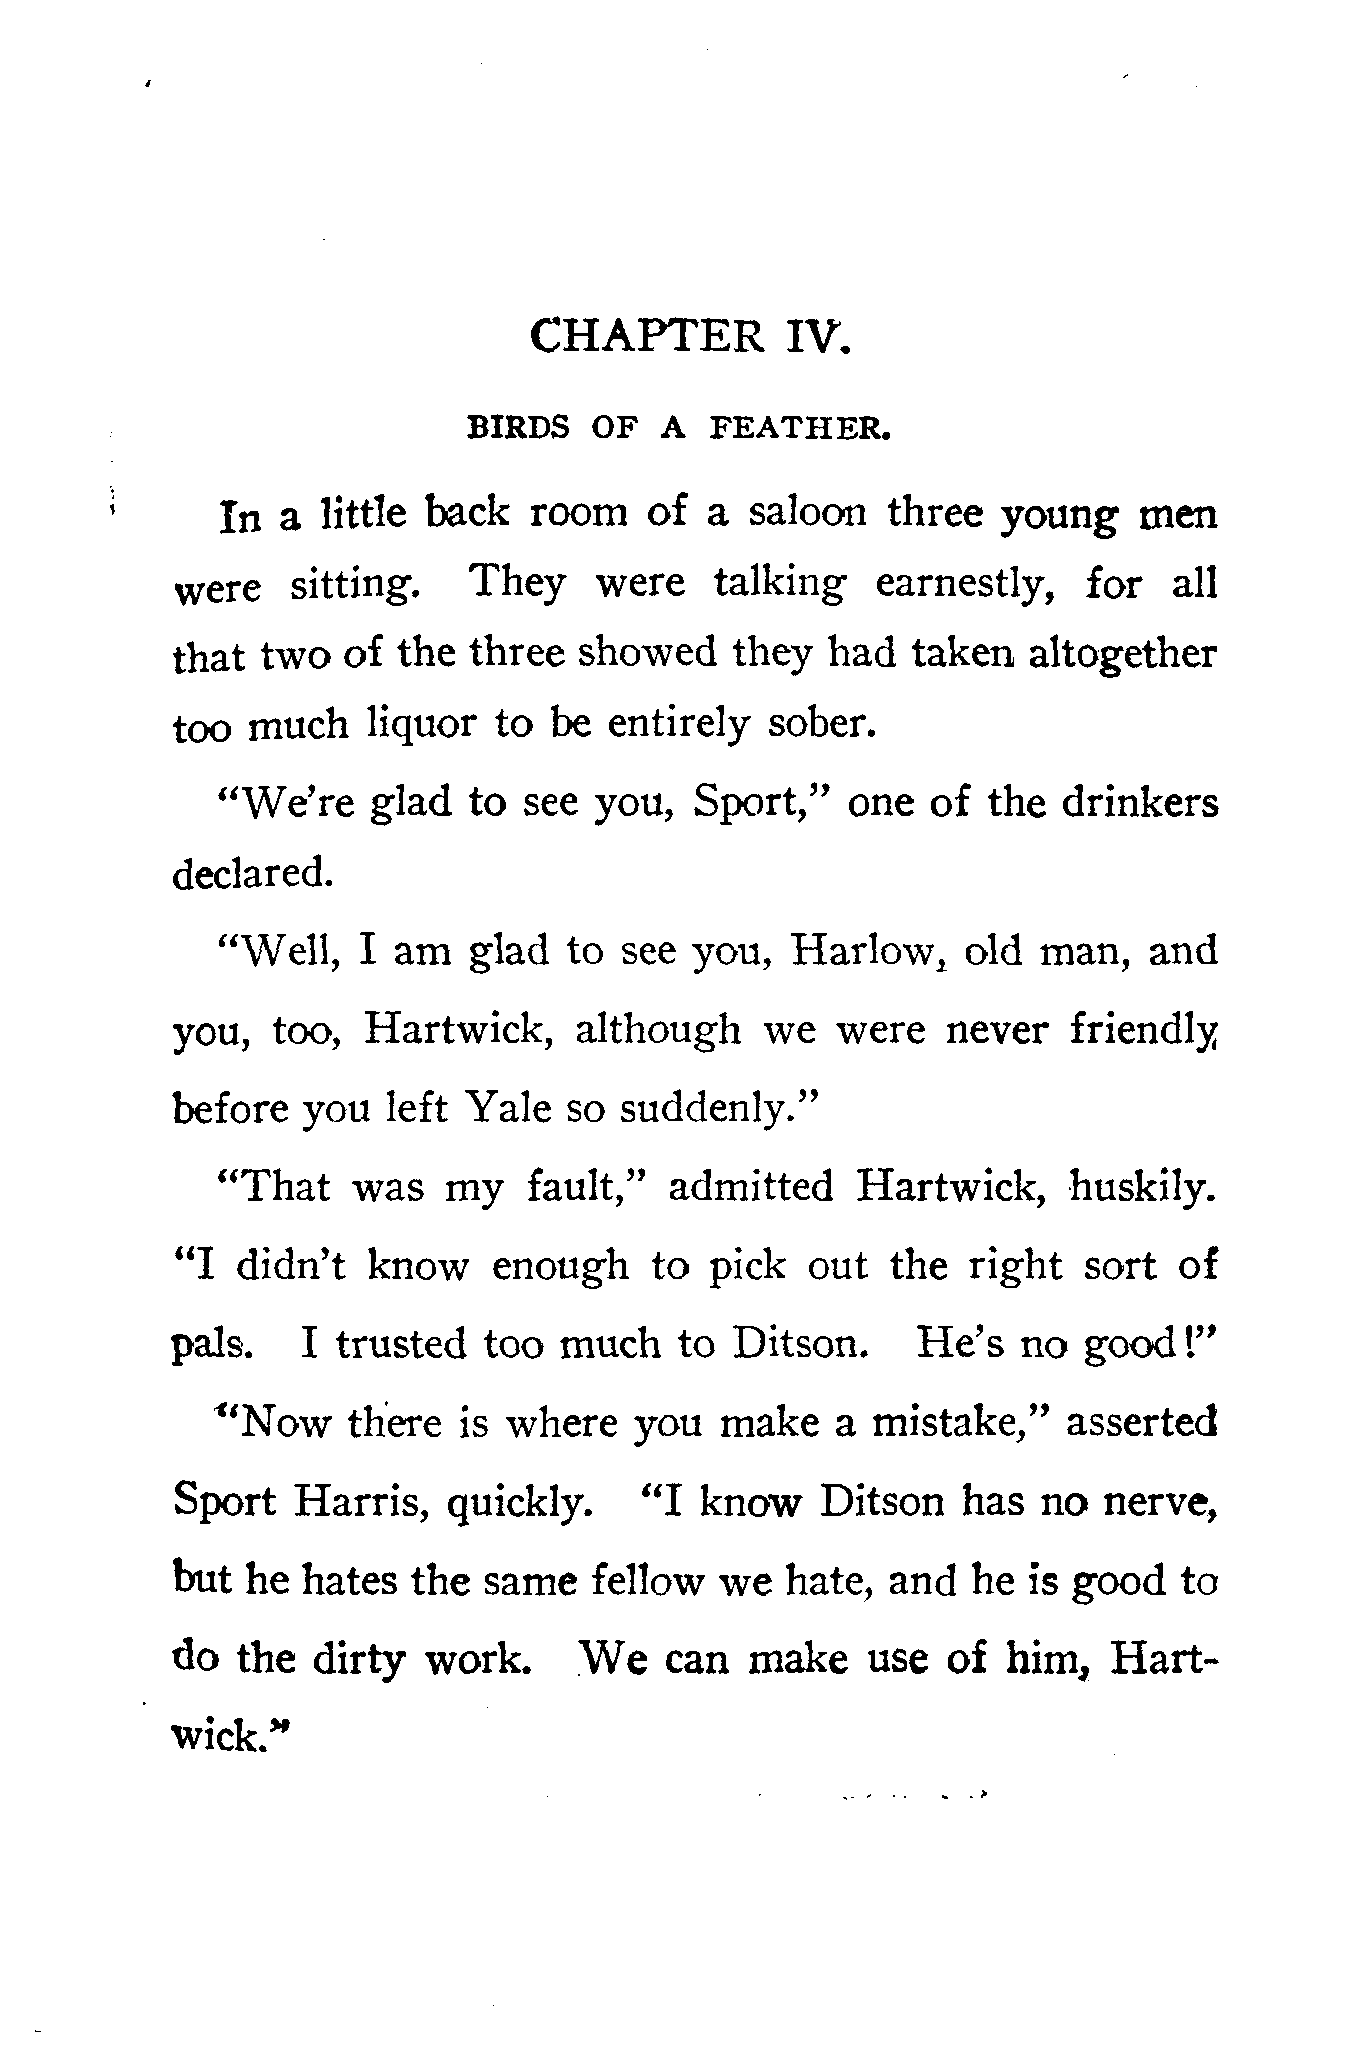 CHAPTER IV.
BIRDS OF A FEATHER.
In a little back room of a saloon three young men
were sitting. They were talking earnestly, for all
that two of the three showed they had taken altogether
too much liquor to be entirely sober.
“We’re glad to see you, Sport,” one of the drinkers
declared.
“Well, I am glad to see you, Harlow, old man, and
you, too, Hartwick, although we were never friendly
before you left Yale so suddenly.”
“That was my fault,” admitted Hartwick, huskily.
“I didn’t know enough to pick out the right sort of
pals. I trusted too much to Ditson. He’s no good!”
“Now there is where you make a mistake,” asserted
Sport Harris, quickly. “I know Ditson has no nerve,
but he hates the same fellow we hate, and he is good to
do the dirty work. We can make use of him, Hart-
wick.”